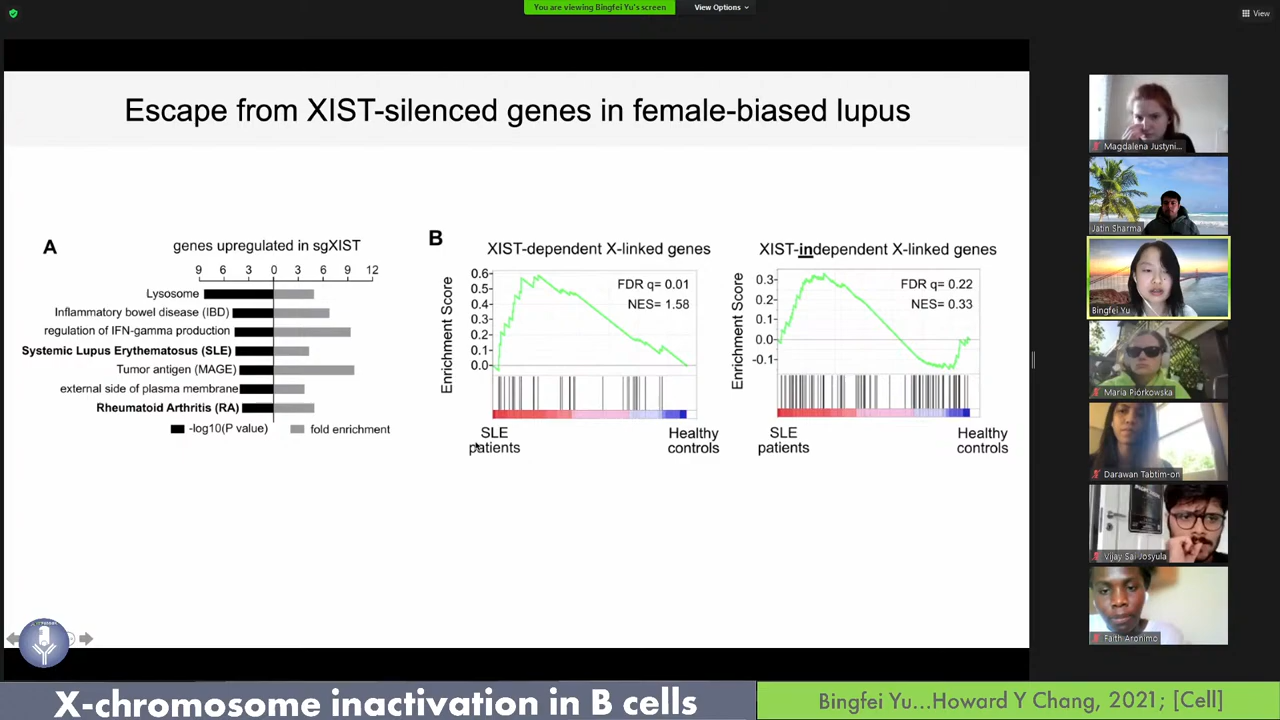 You are viewing Bingfei Yu's screen
View Options
View
Escape from XIST-silenced genes in female-biased lupus
A
genes upregulated in sgXIST
9 6 3 0 3 6 9 12
Lysosome
Inflammatory bowel disease (IBD)
regulation of IFN-gamma production
Systemic Lupus Erythematosus (SLE)
Tumor antigen (MAGE)
external side of plasma membrane
Rheumatoid Arthritis (RA)
-log10(P value)
fold enrichment
B
XIST-dependent X-linked genes
Enrichment Score
0.6
0.5
0.4
0.3
0.2
0.1
0.0
FDR q= 0.01
NES= 1.58
SLE
patients
Healthy
controls
XIST-independent X-linked genes
Enrichment Score
0.3
0.2
0.1
0.0
-0.1
FDR q= 0.22
NES= 0.33
SLE
patients
Healthy
controls
Magdalena Justyni...
Jatin Sharma
Bingfei Yu
Maria Piórkowska
Darawan Tabtim-on
Vijay Sai Josyula
Faith Aronimo
X-chromosome inactivation in B cells
Bingfei Yu...Howard Y Chang, 2021; [Cell]